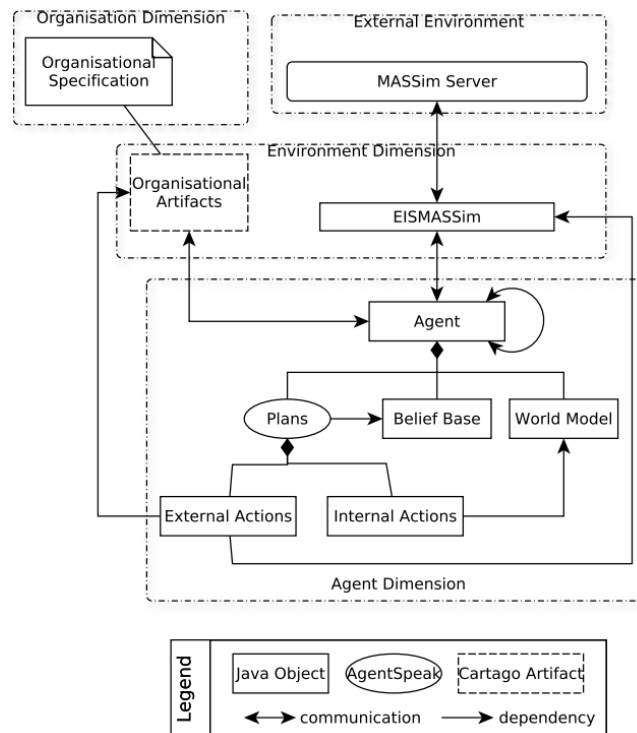 Organisation Dimension
Organisational
Specification
External Environment
MASSim Server
Environment Dimension
Organisational
Artifacts
EISMASSim
Agent
Plans
Belief Base
World Model
External Actions
Internal Actions
Agent Dimension
Legend
Java Object
AgentSpeak
Cartago Artifact
communication
dependency